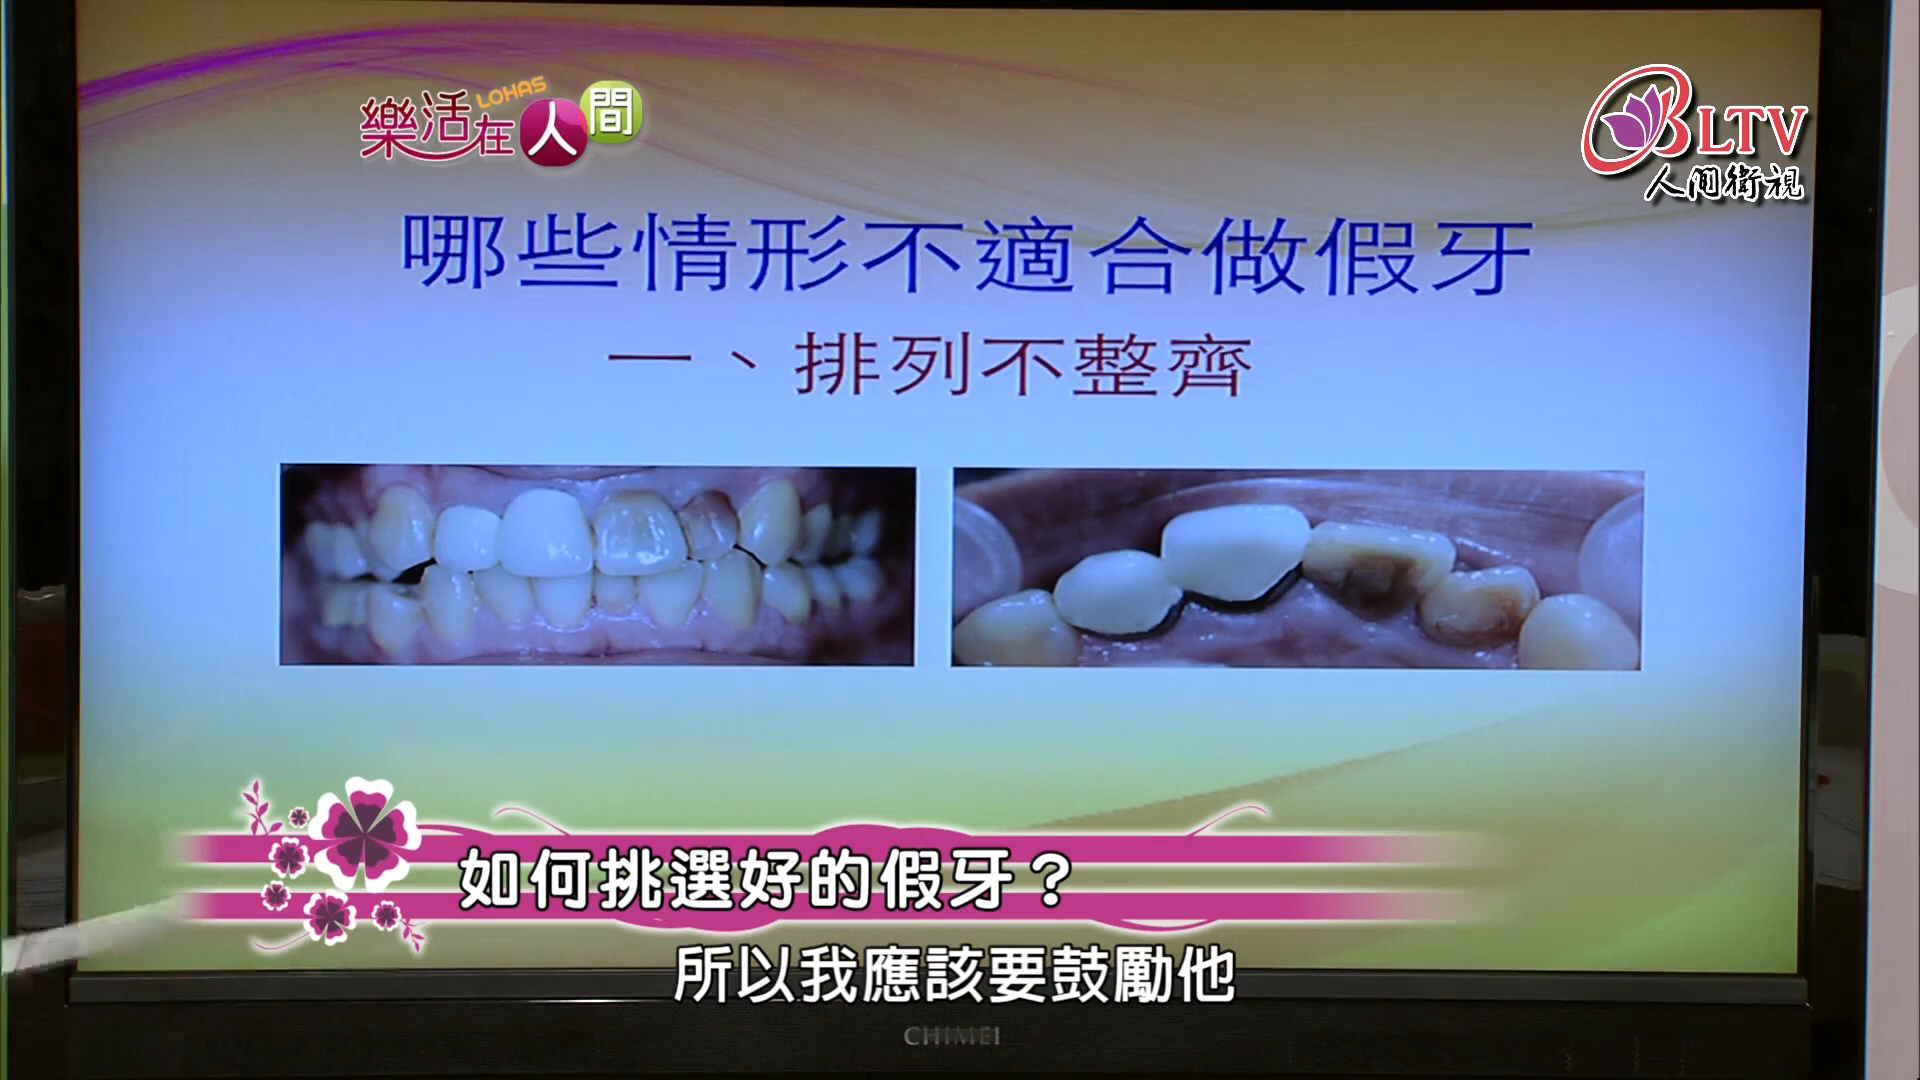 樂活在人間
LOHAS
BLTV
人間衛視
哪些情形不適合做假牙
一、排列不整齊
如何挑選好的假牙？
所以我應該要鼓勵他
CHIMEI